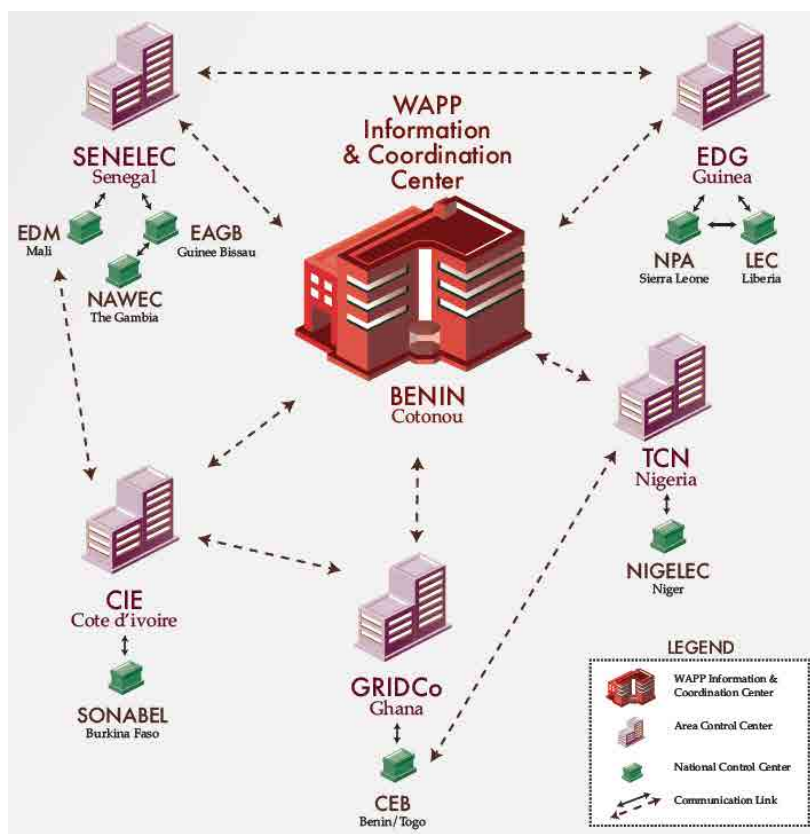 WAPP
Information
& Coordination
Center
SENELEC
Senegal
EDG
Guinea
EDM
Mali
EAGB
Guinee Bissau
NAWEC
The Gambia
NPA
Sierra Leone
LEC
Liberia
BENIN
Cotonou
TCN
Nigeria
NIGELEC
Niger
CIE
Cote d'ivoire
SONABEL
Burkina Faso
GRIDCo
Ghana
CEB
Benin/Togo
LEGEND
WAPP Information &
Coordination Center
Area Control Center
National Control Center
Communication Link